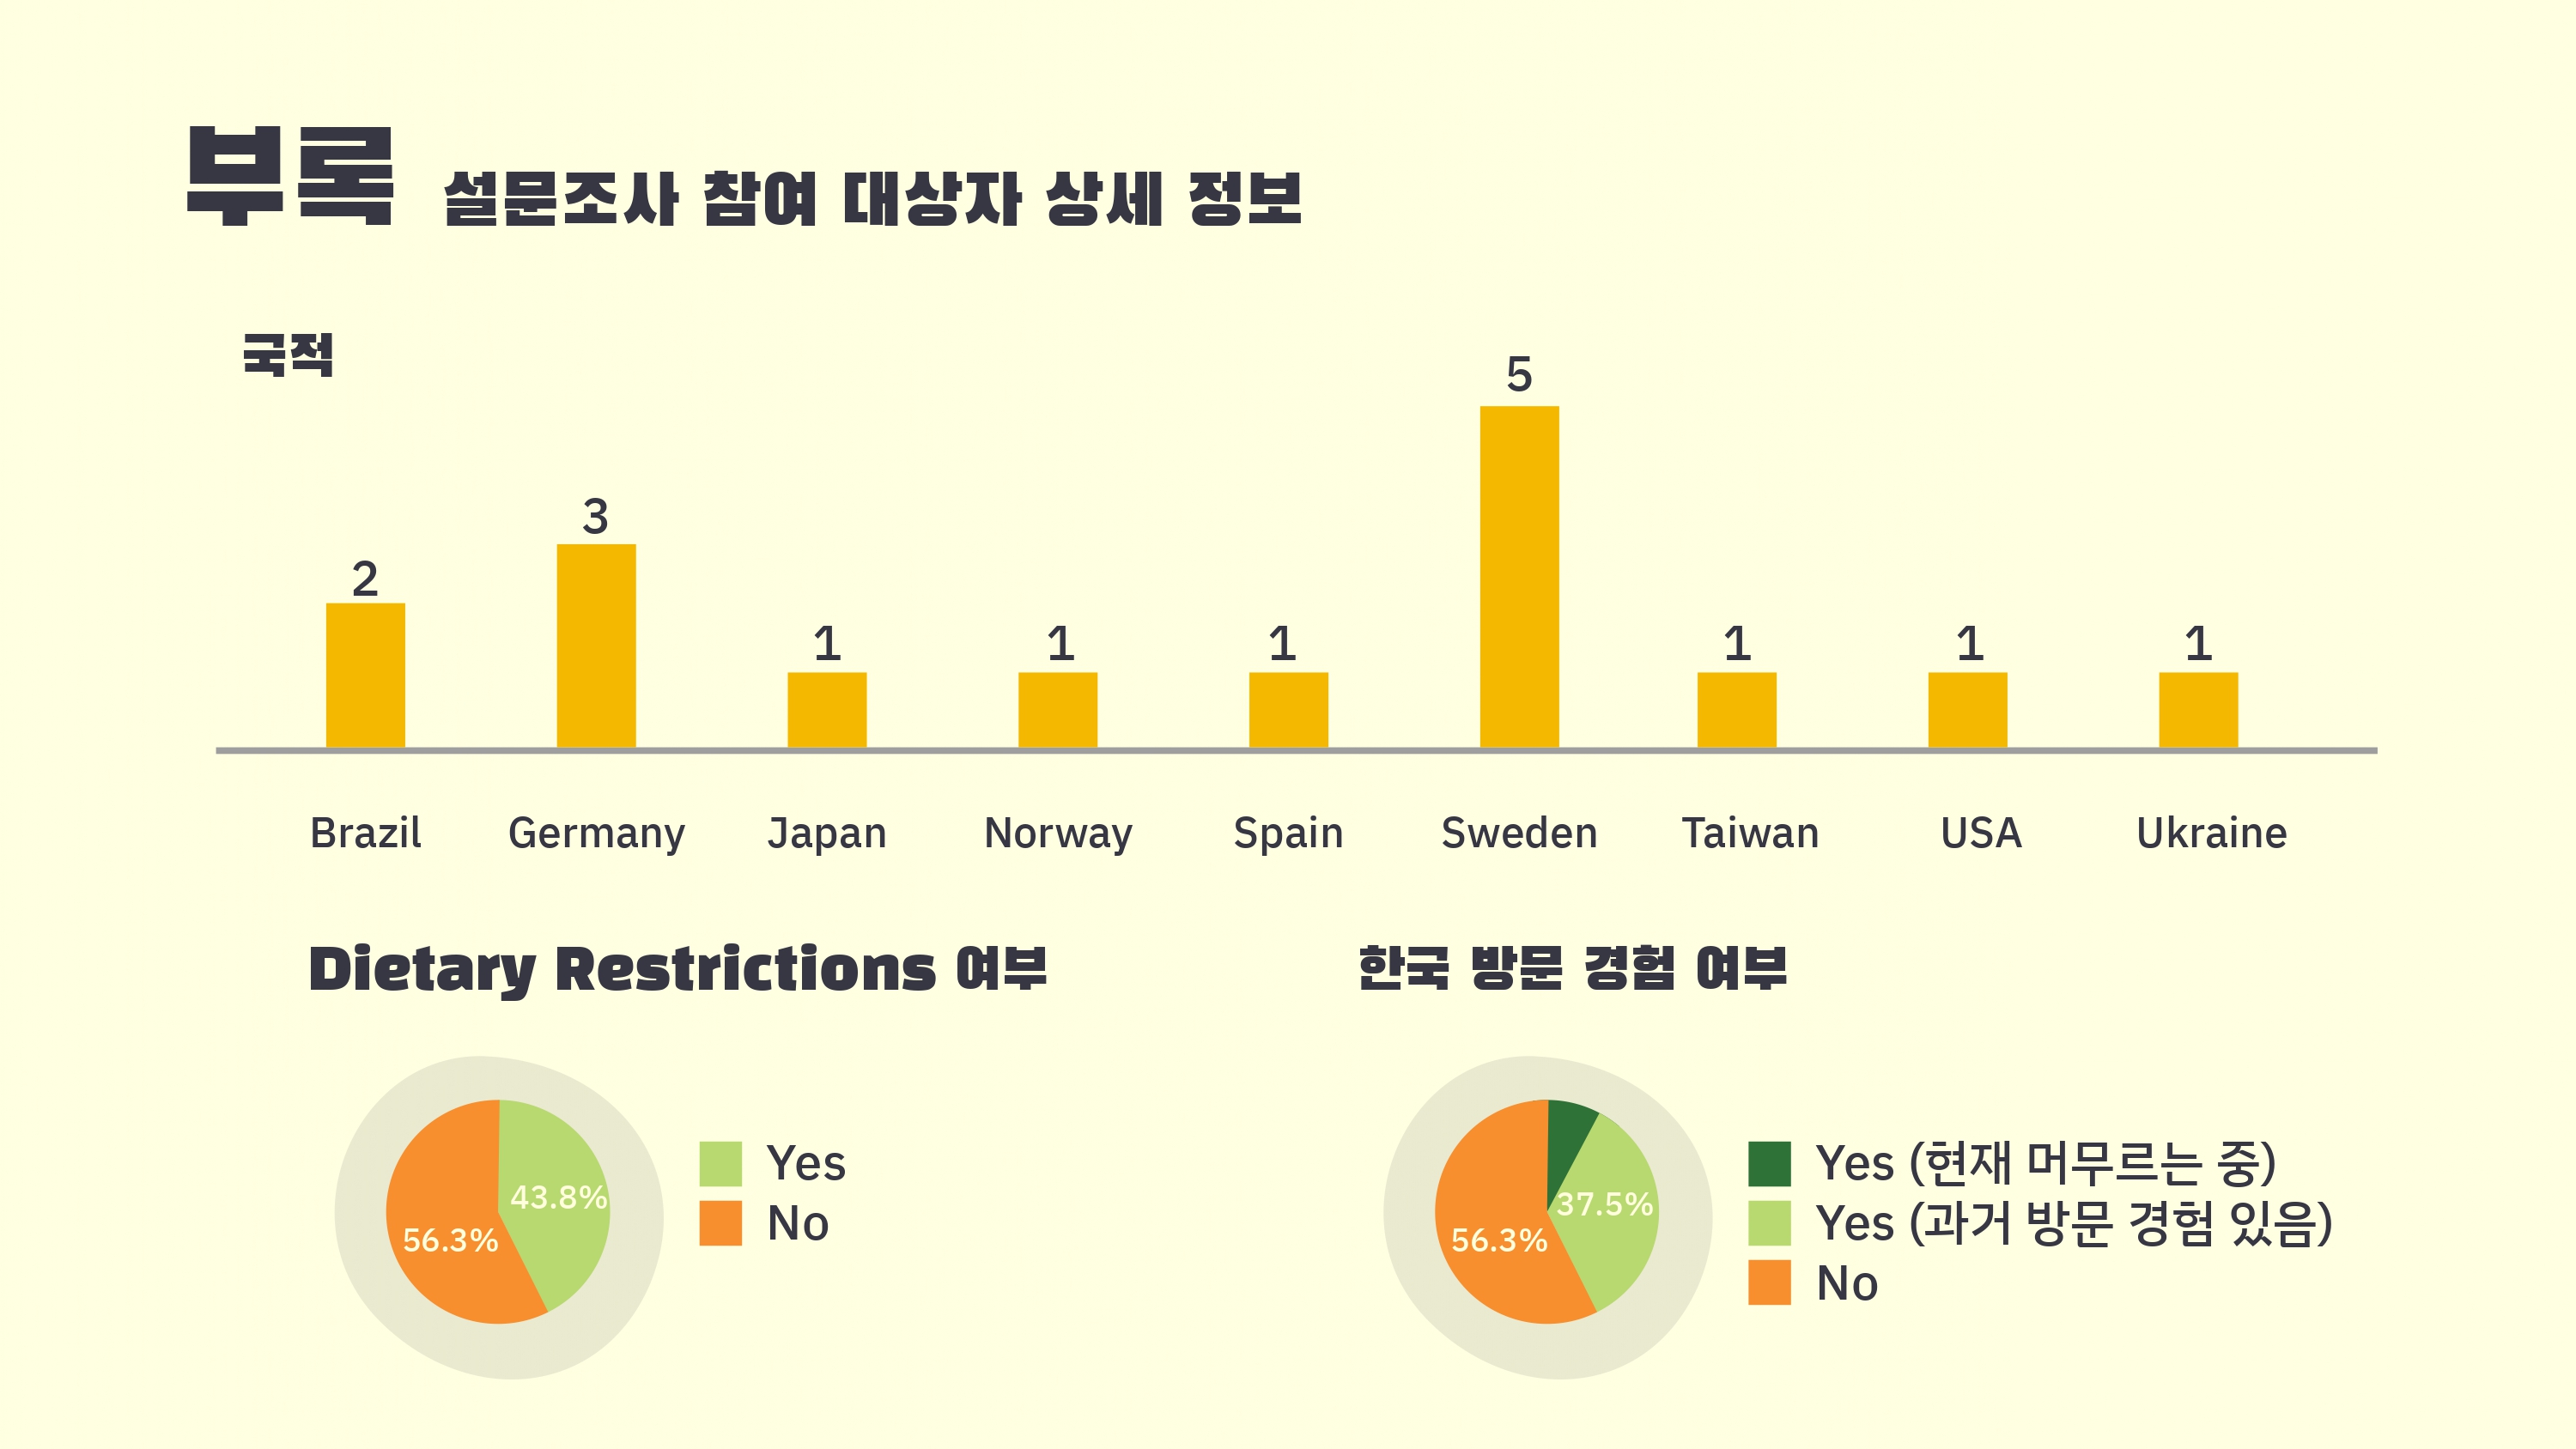 부록 설문조사 참여 대상자 상세 정보
국적
2 3 1 1 1 5 1 1 1
Brazil Germany Japan Norway Spain Sweden Taiwan USA Ukraine
Dietary Restrictions 여부
43.8%
56.3%
Yes
No
한국 방문 경험 여부
37.5%
56.3%
Yes (현재 머무르는 중)
Yes (과거 방문 경험 있음)
No